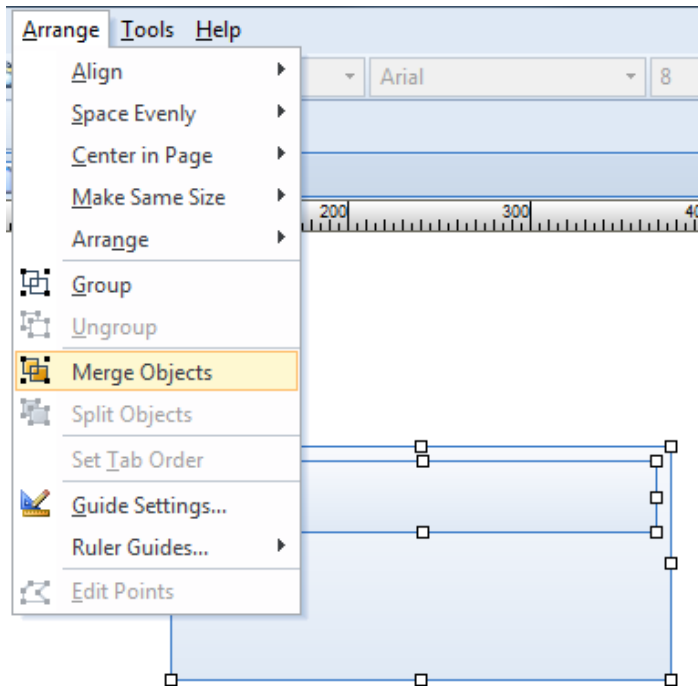 Arrange Tools Help
Arial 8
Align
Space Evenly
Center in Page
Make Same Size
Arrange
200 300
Group
Ungroup
Merge Objects
Split Objects
Set Tab Order
Guide Settings...
Ruler Guides...
Edit Points